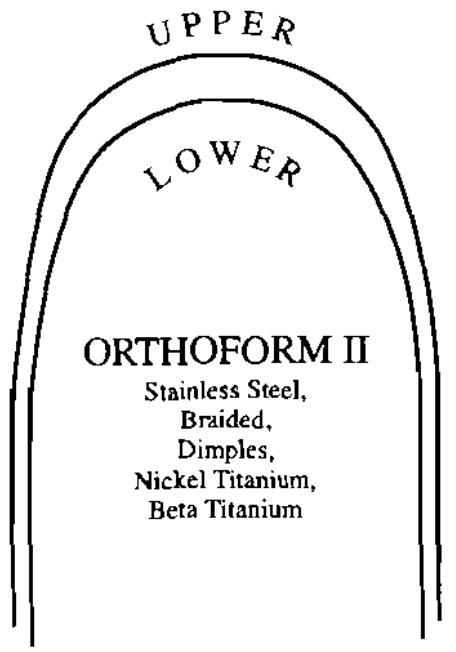 UPPER
LOWER
ORTHOFORM II
Stainless Steel,
Braided,
Dimples,
Nickel Titanium,
Beta Titanium